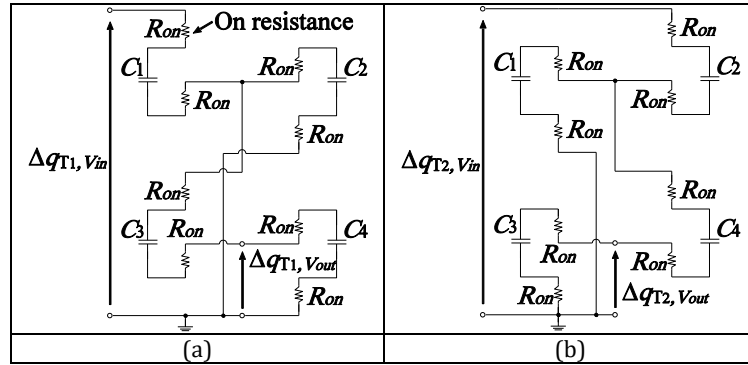 Ron
On resistance
C1
Ron
C2
Ron
Ron
ΔqT1, Vin
Ron
C3
Ron
Ron
C4
ΔqT1, Vout
Ron
(a)
Ron
C1
Ron
C2
Ron
Ron
ΔqT2, Vin
Ron
C3
Ron
C4
Ron
Ron
ΔqT2, Vout
(b)